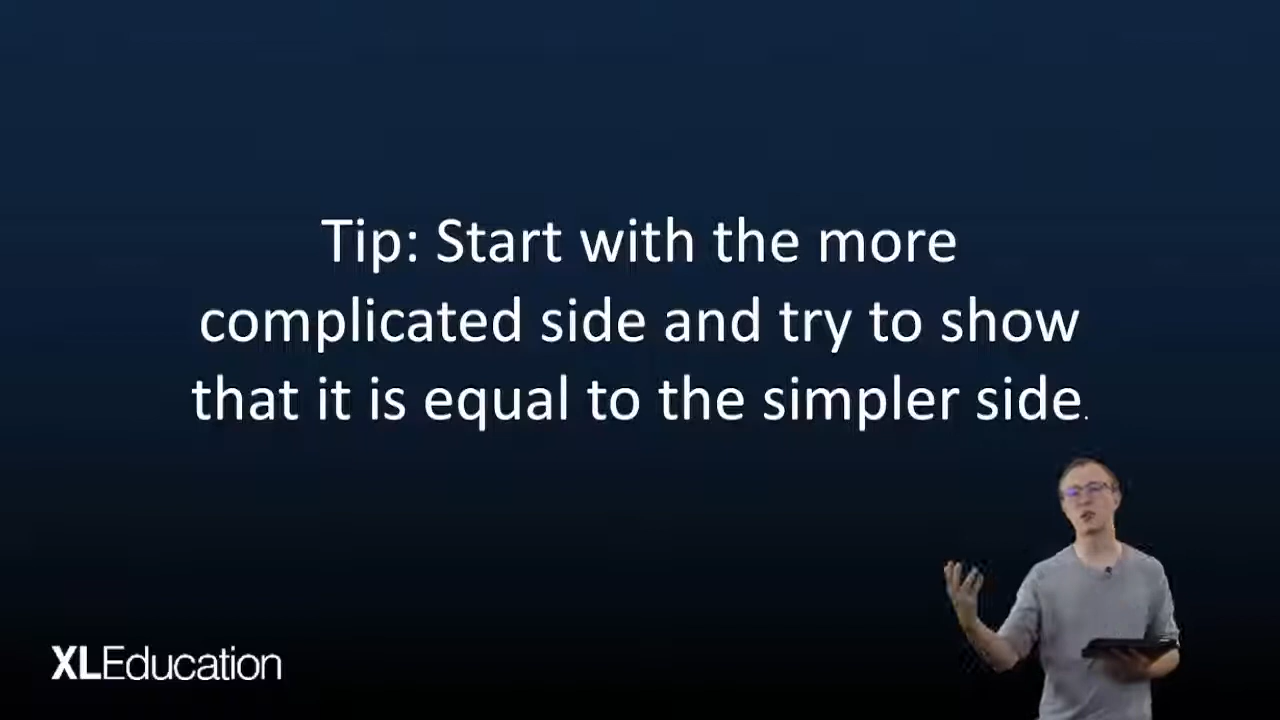 Tip: Start with the more
complicated side and try to show
that it is equal to the simpler side.
XLEducation